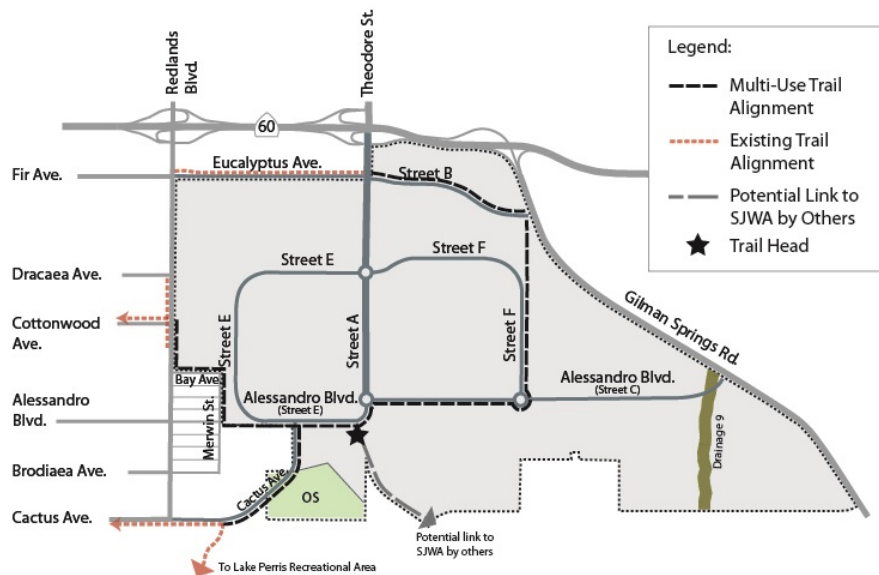 Redlands
Blvd.
Theodore St.
60
Legend:
Multi-Use Trail
Alignment
Existing Trail
Alignment
Potential Link to
SJWA by Others
Trail Head
Fir Ave.
Eucalyptus Ave.
Street B
Dracaea Ave.
Street E
Street F
Cottonwood
Ave.
Street E
Street A
Street F
Gilman Springs Rd.
Bay Ave.
Alessandro
Blvd.
Merwin St.
Alessandro Blvd.
(Street E)
Alessandro Blvd.
(Street C)
Drainage 9
Brodiaea Ave.
Cactus Ave.
OS
Cactus Ave.
Potential link to
SJWA by others
To Lake Perris Recreational Area